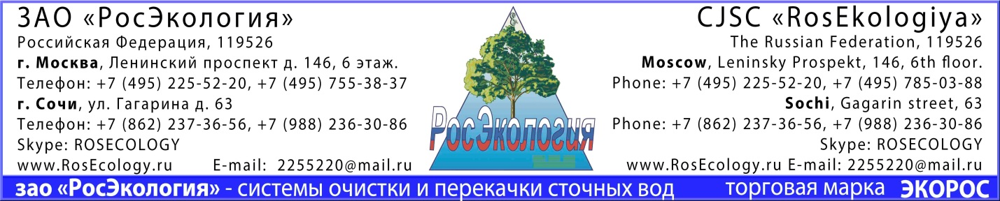 ЗАО «РосЭкология»
Российская Федерация, 119526
г. Москва, Ленинский проспект д. 146, 6 этаж.
Телефон: +7 (495) 225-52-20, +7 (495) 755-38-37
г. Сочи, ул. Гагарина д. 63
Телефон: +7 (862) 237-36-56, +7 (988) 236-30-86
Skype: ROSECOLOGY
www.RosEcology.ru E-mail: 2255220@mail.ru
РосЭкология
CJSC «RosEkologiya»
The Russian Federation, 119526
Moscow, Leninsky Prospekt, 146, 6th floor.
Phone: +7 (495) 225-52-20, +7 (495) 785-03-88
Sochi, Gagarin street, 63
Phone: +7 (862) 237-36-56, +7 (988) 236-30-86
Skype: ROSECOLOGY
www.RosEcology.ru E-mail: 2255220@mail.ru
зао «РосЭкология» - системы очистки и перекачки сточных вод торговая марка ЭКОРОС